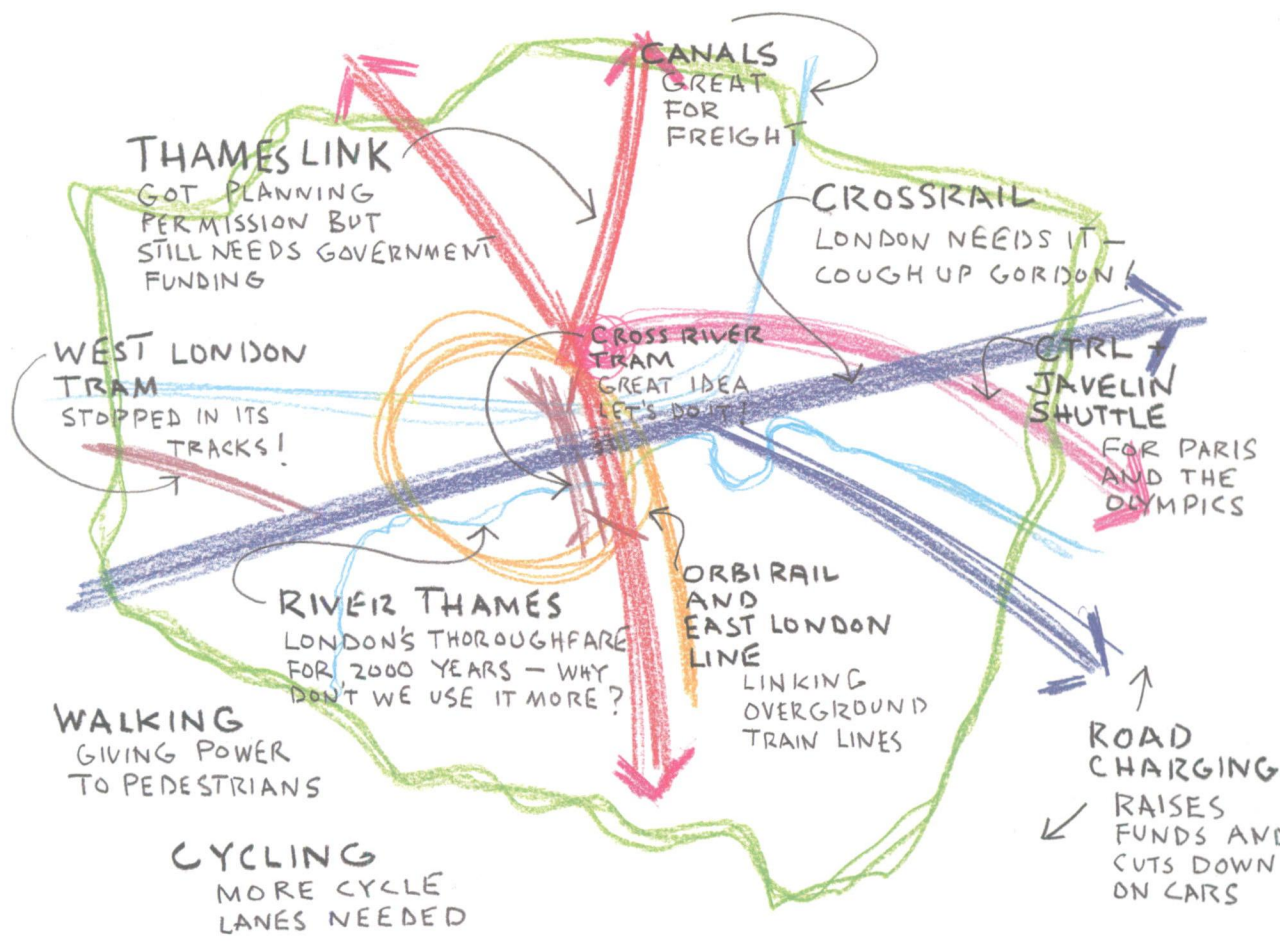 CANALS
GREAT
FOR
FREIGHT
THAMES LINK
GOT PLANNING
PERMISSION BUT
STILL NEEDS GOVERNMENT
FUNDING
CROSSRAIL
LONDON NEEDS IT –
COUGH UP GORDON!
WEST LONDON
TRAM
STOPPED IN ITS
TRACKS!
CROSS RIVER
TRAM
GREAT IDEA
LET'S DO IT!
CTRL +
JAVELIN
SHUTTLE
FOR PARIS
AND THE
OLYMPICS
RIVER THAMES
LONDON'S THOROUGHFARE
FOR 2000 YEARS – WHY
DON'T WE USE IT MORE?
ORBIRAIL
AND
EAST LONDON
LINE
LINKING
OVERGROUND
TRAIN LINES
WALKING
GIVING POWER
TO PEDESTRIANS
CYCLING
MORE CYCLE
LANES NEEDED
ROAD
CHARGING
RAISES
FUNDS AND
CUTS DOWN
ON CARS